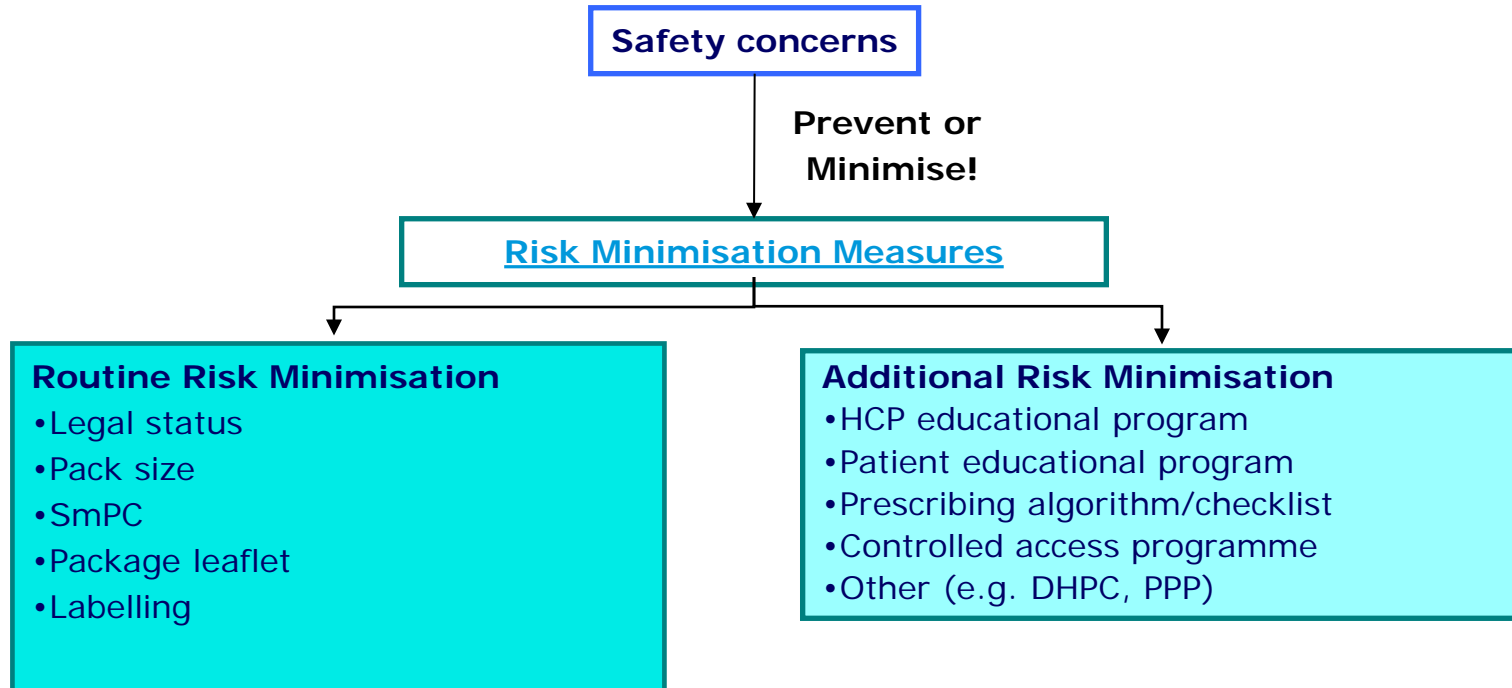 Safety concerns
Prevent or
Minimise!
Risk Minimisation Measures
Routine Risk Minimisation
•Legal status
•Pack size
•SmPC
•Package leaflet
•Labelling
Additional Risk Minimisation
•HCP educational program
•Patient educational program
•Prescribing algorithm/checklist
•Controlled access programme
•Other (e.g. DHPC, PPP)